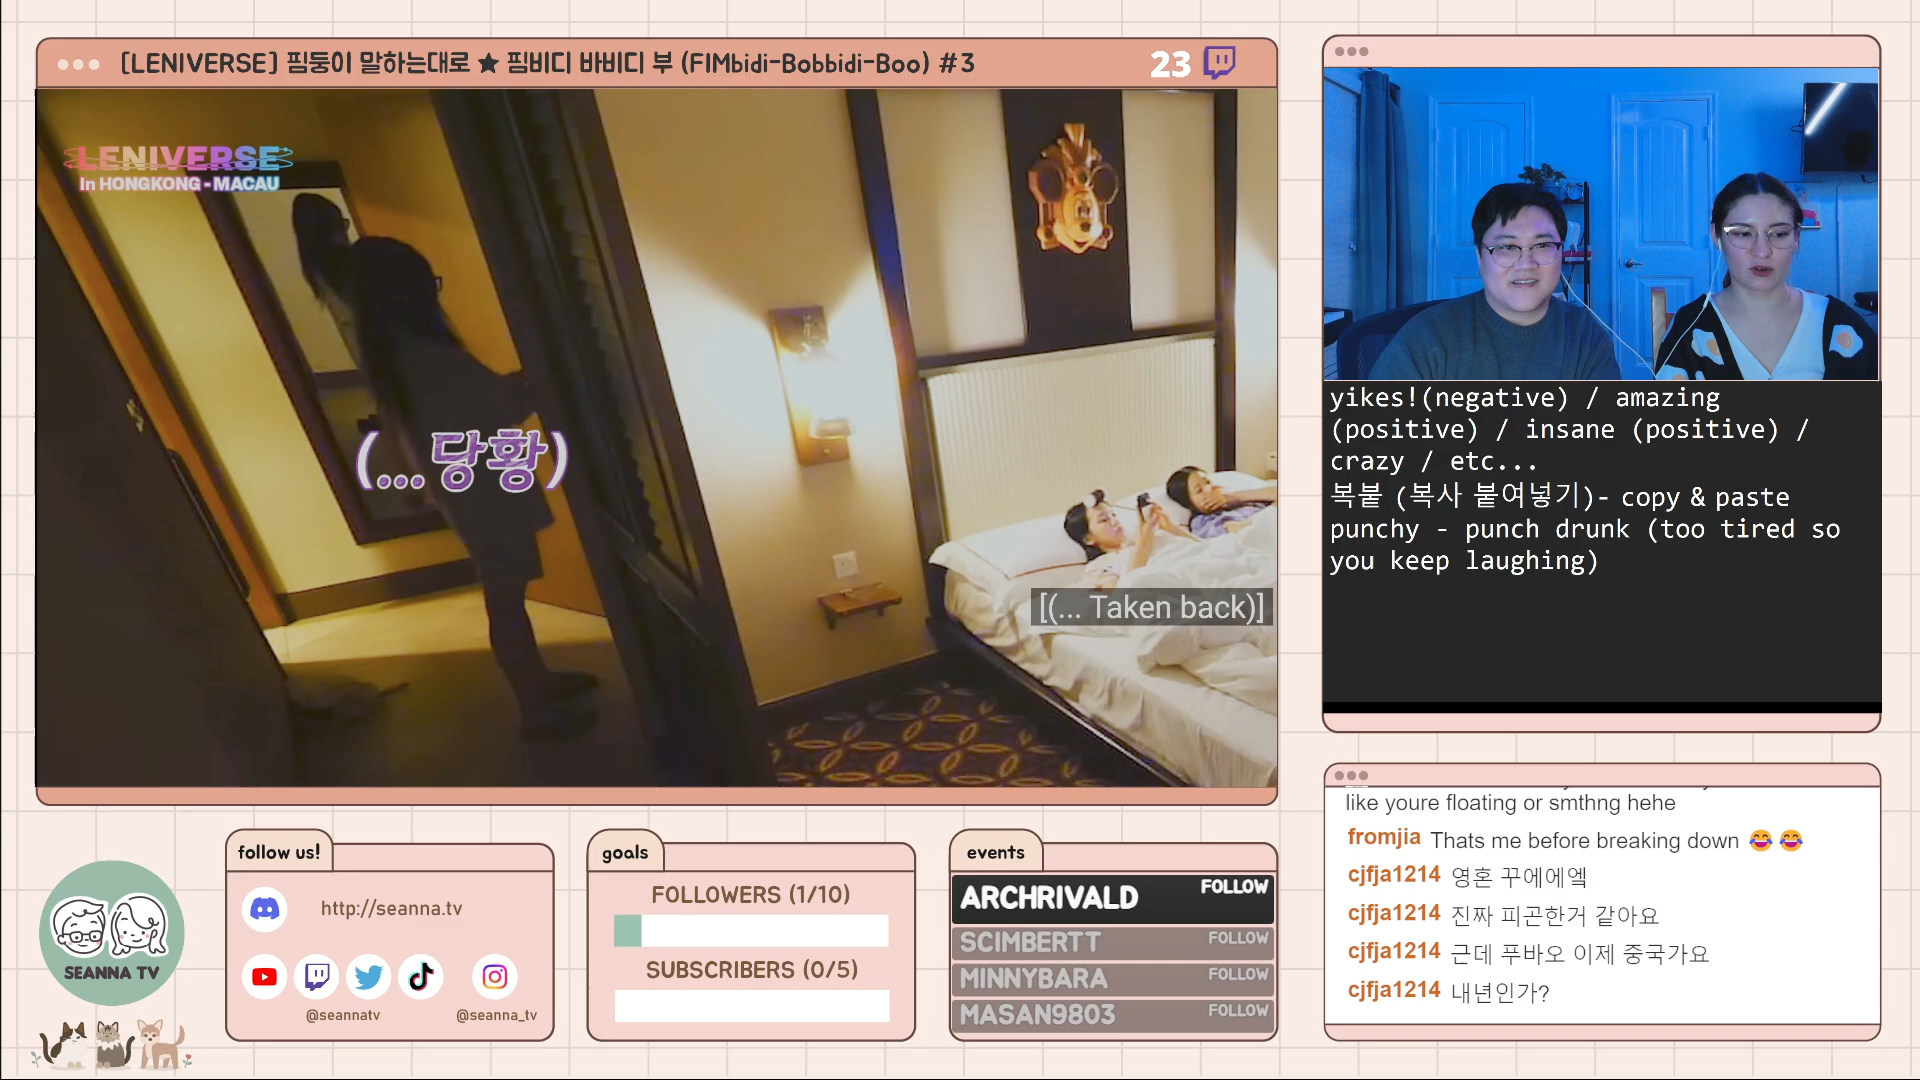 [LENIVERSE] 핌둥이 말하는대로 ★ 핌비디 바비디 부 (FIMbidi-Bobbidi-Boo) #3
23
LENIVERSE
In HONGKONG - MACAU
(...당황)
[(... Taken back)]
yikes!(negative) / amazing
(positive) / insane (positive) /
crazy / etc...
복붙 (복사 붙여넣기)- copy & paste
punchy - punch drunk (too tired so
you keep laughing)
like youre floating or smthng hehe
fromjia Thats me before breaking down 😂 😂
cjfja1214 영혼 꾸에에엑
cjfja1214 진짜 피곤한거 같아요
cjfja1214 근데 푸바오 이제 중국가요
cjfja1214 내년인가?
SEANNA TV
follow us!
http://seanna.tv
@seannatv
@seanna_tv
goals
FOLLOWERS (1/10)
SUBSCRIBERS (0/5)
events
ARCHRIVALD FOLLOW
SCIMBERTT FOLLOW
MINNYBARA FOLLOW
MASAN9803 FOLLOW